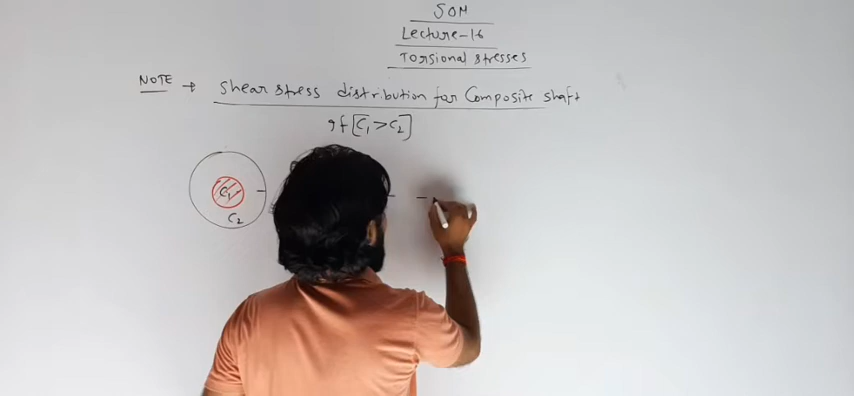 SOM
Lecture-16
Torsional stresses
NOTE → Shear stress distribution for Composite shaft
If [C₁ > C₂]
C₁
C₂